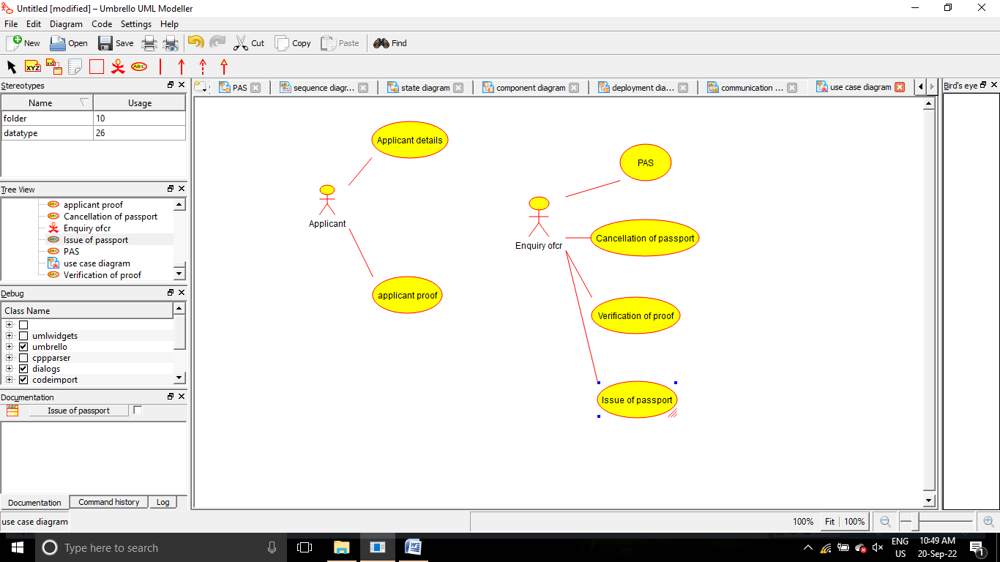 Untitled [modified] – Umbrello UML Modeller
File Edit Diagram Code Settings Help
New Open Save Cut Copy Paste Find
XYZ XYZ ABC
Stereotypes
Name Usage
folder 10
datatype 26
Tree View
applicant proof
Cancellation of passport
Enquiry ofcr
Issue of passport
PAS
use case diagram
Verification of proof
Debug
Class Name
umlwidgets
umbrello
cppparser
dialogs
codeimport
Documentation
Issue of passport
Documentation Command history Log
PAS sequence diagr... state diagram component diagram deployment dia... communication ... use case diagram
Applicant details
Applicant
applicant proof
PAS
Enquiry ofcr
Cancellation of passport
Verification of proof
Issue of passport
Bird's eye
use case diagram
100% Fit 100%
Type here to search
ENG
US
10:49 AM
20-Sep-22
1